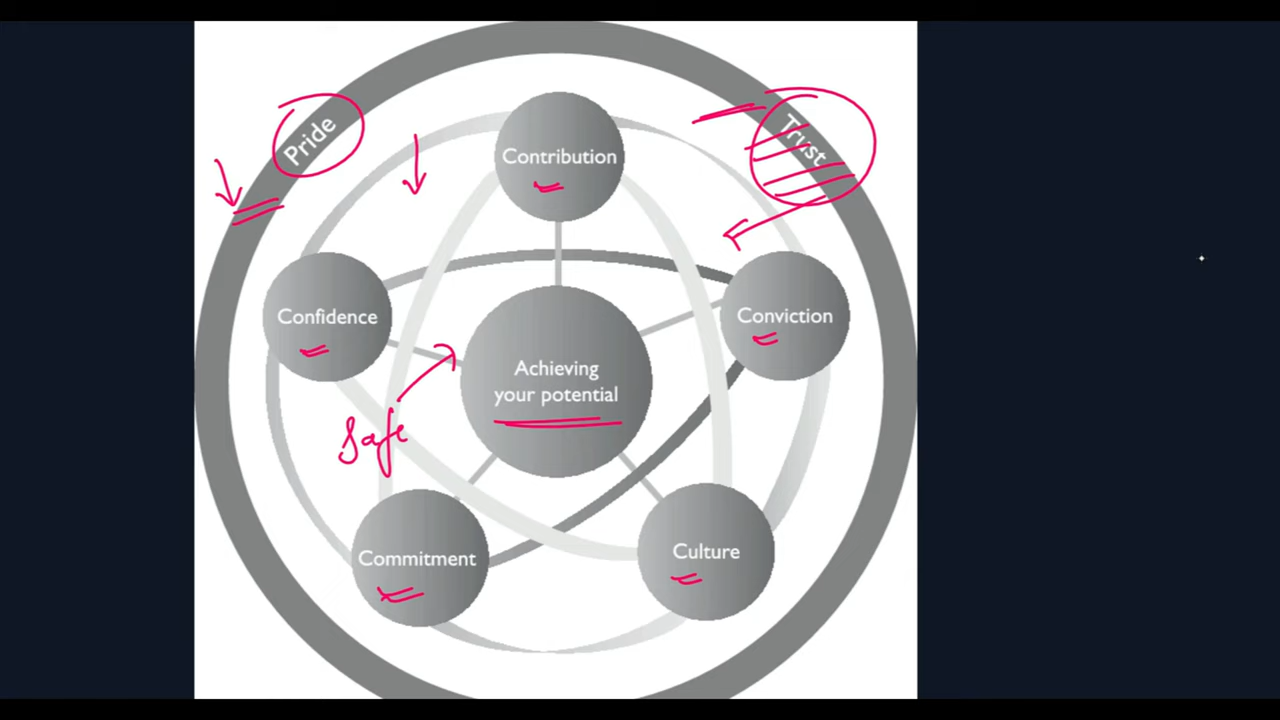 Pride
Trust
Contribution
Confidence
Conviction
Achieving
your potential
Safe
Commitment
Culture